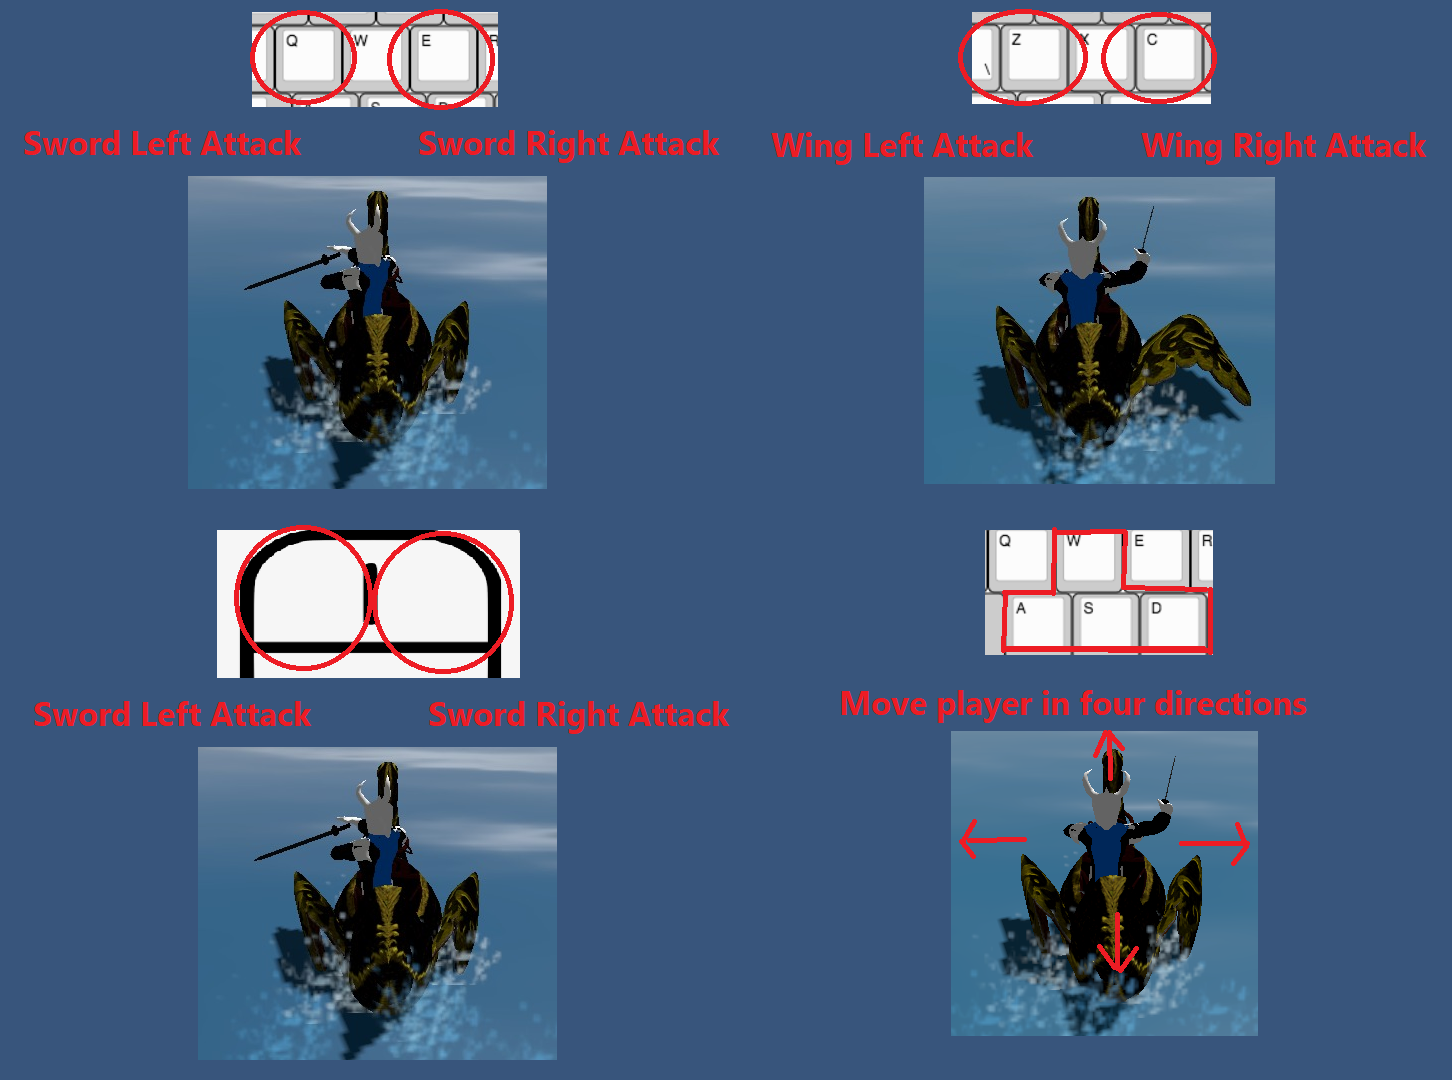 Q W E R
S D
\ Z X C
Sword Left Attack Sword Right Attack
Wing Left Attack Wing Right Attack
Q W E R
A S D
Sword Left Attack Sword Right Attack
Move player in four directions